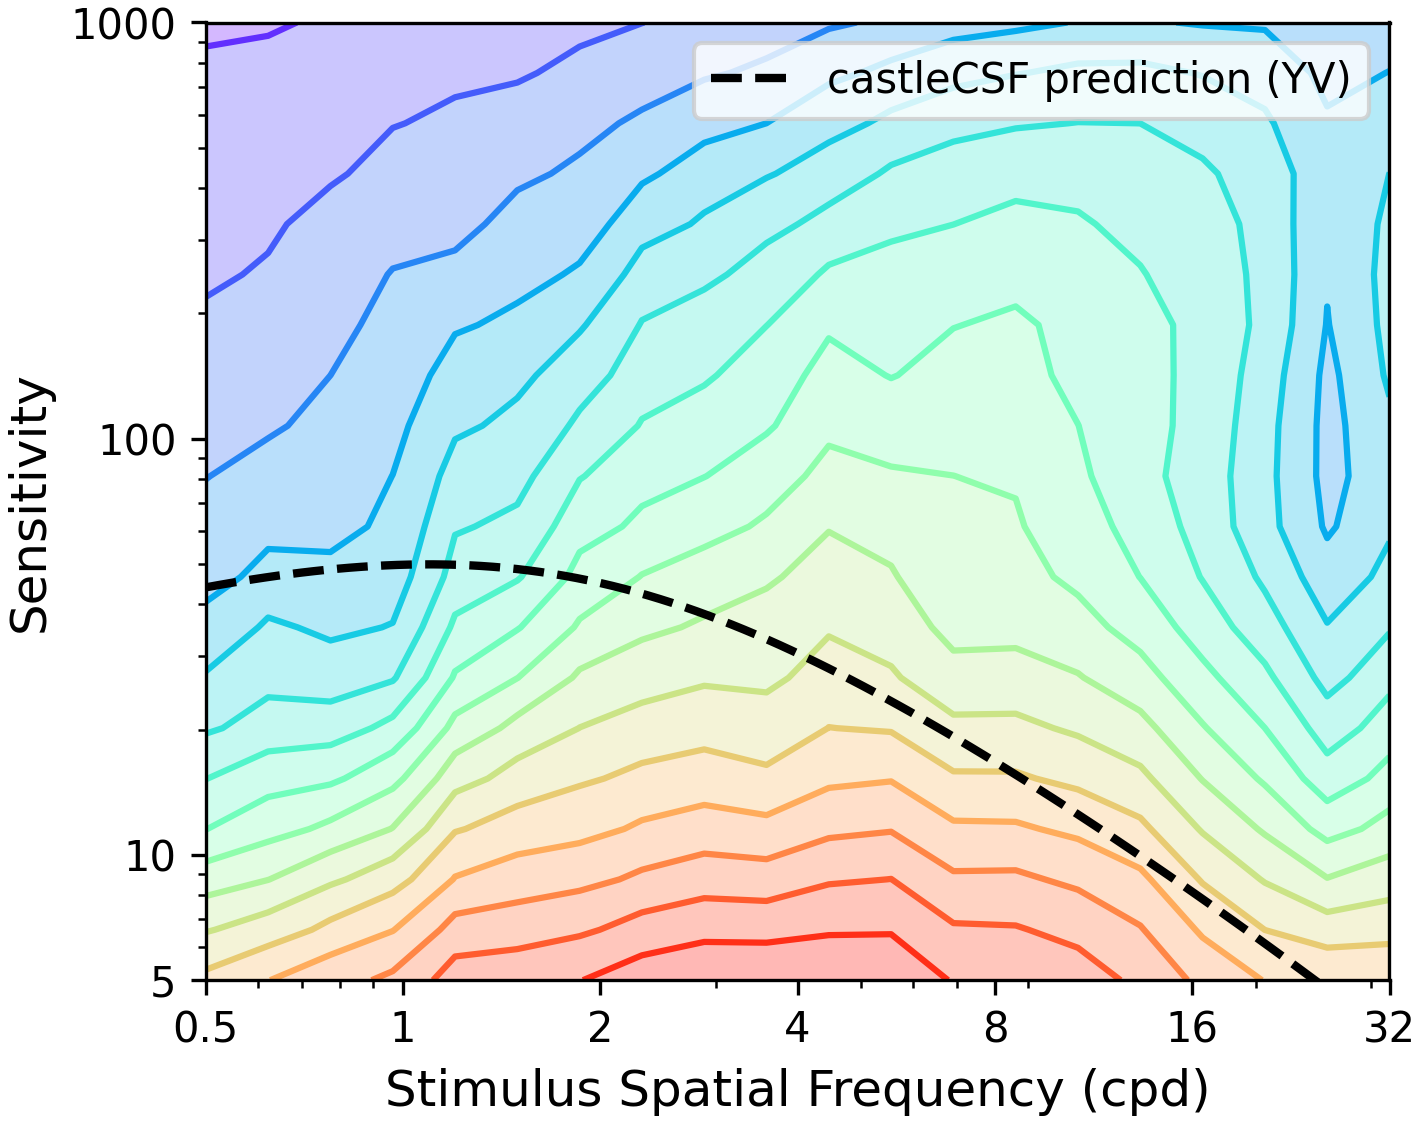 1000
castleCSF prediction (YV)
100
Sensitivity
10
5
0.5 1 2 4 8 16 32
Stimulus Spatial Frequency (cpd)